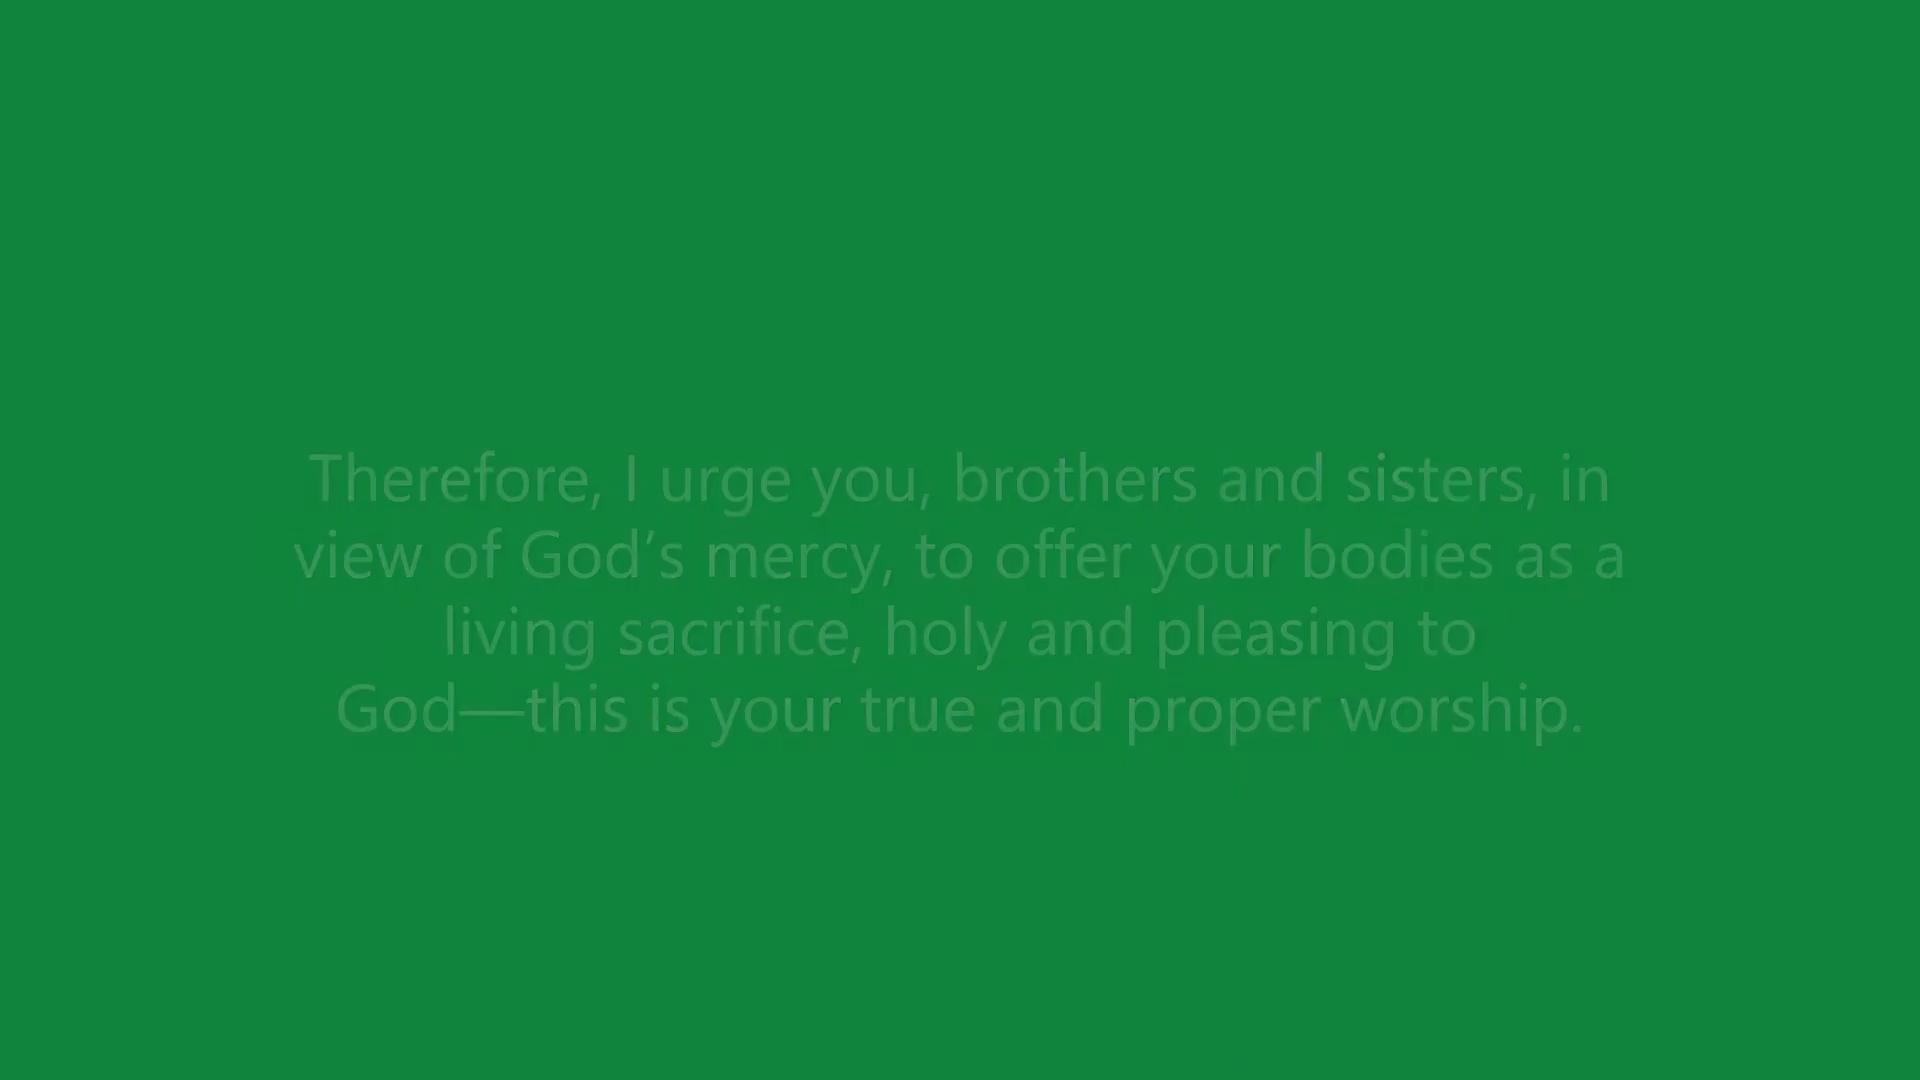 Therefore, I urge you, brothers and sisters, in
view of God’s mercy, to offer your bodies as a
living sacrifice, holy and pleasing to
God—this is your true and proper worship.